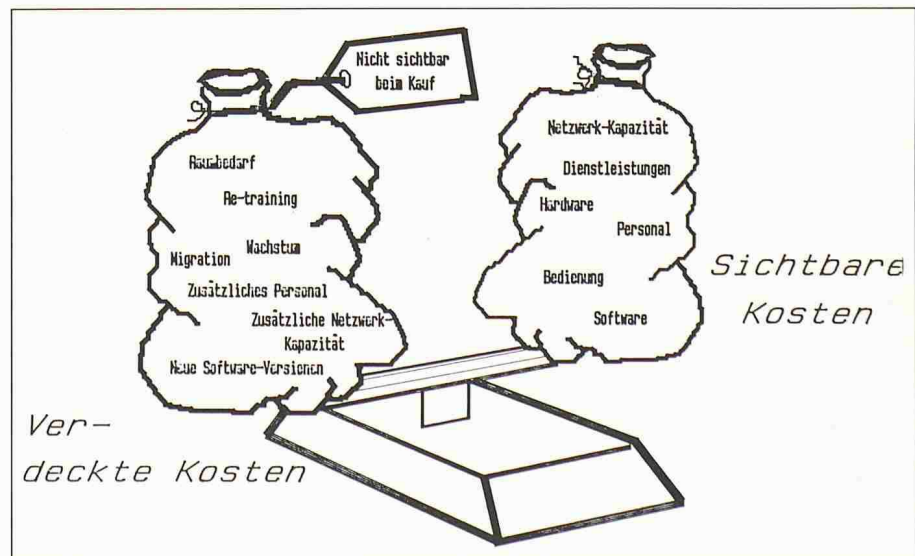 Nicht sichtbar
beim Kauf
Raumbedarf
Re-training
Wachstum
Migration
Zusätzliches Personal
Zusätzliche Netzwerk-
Kapazität
Neue Software-Versionen
Ver-
deckte Kosten
Netzwerk-Kapazität
Dienstleistungen
Hardware
Personal
Bedienung
Software
Sichtbare
Kosten